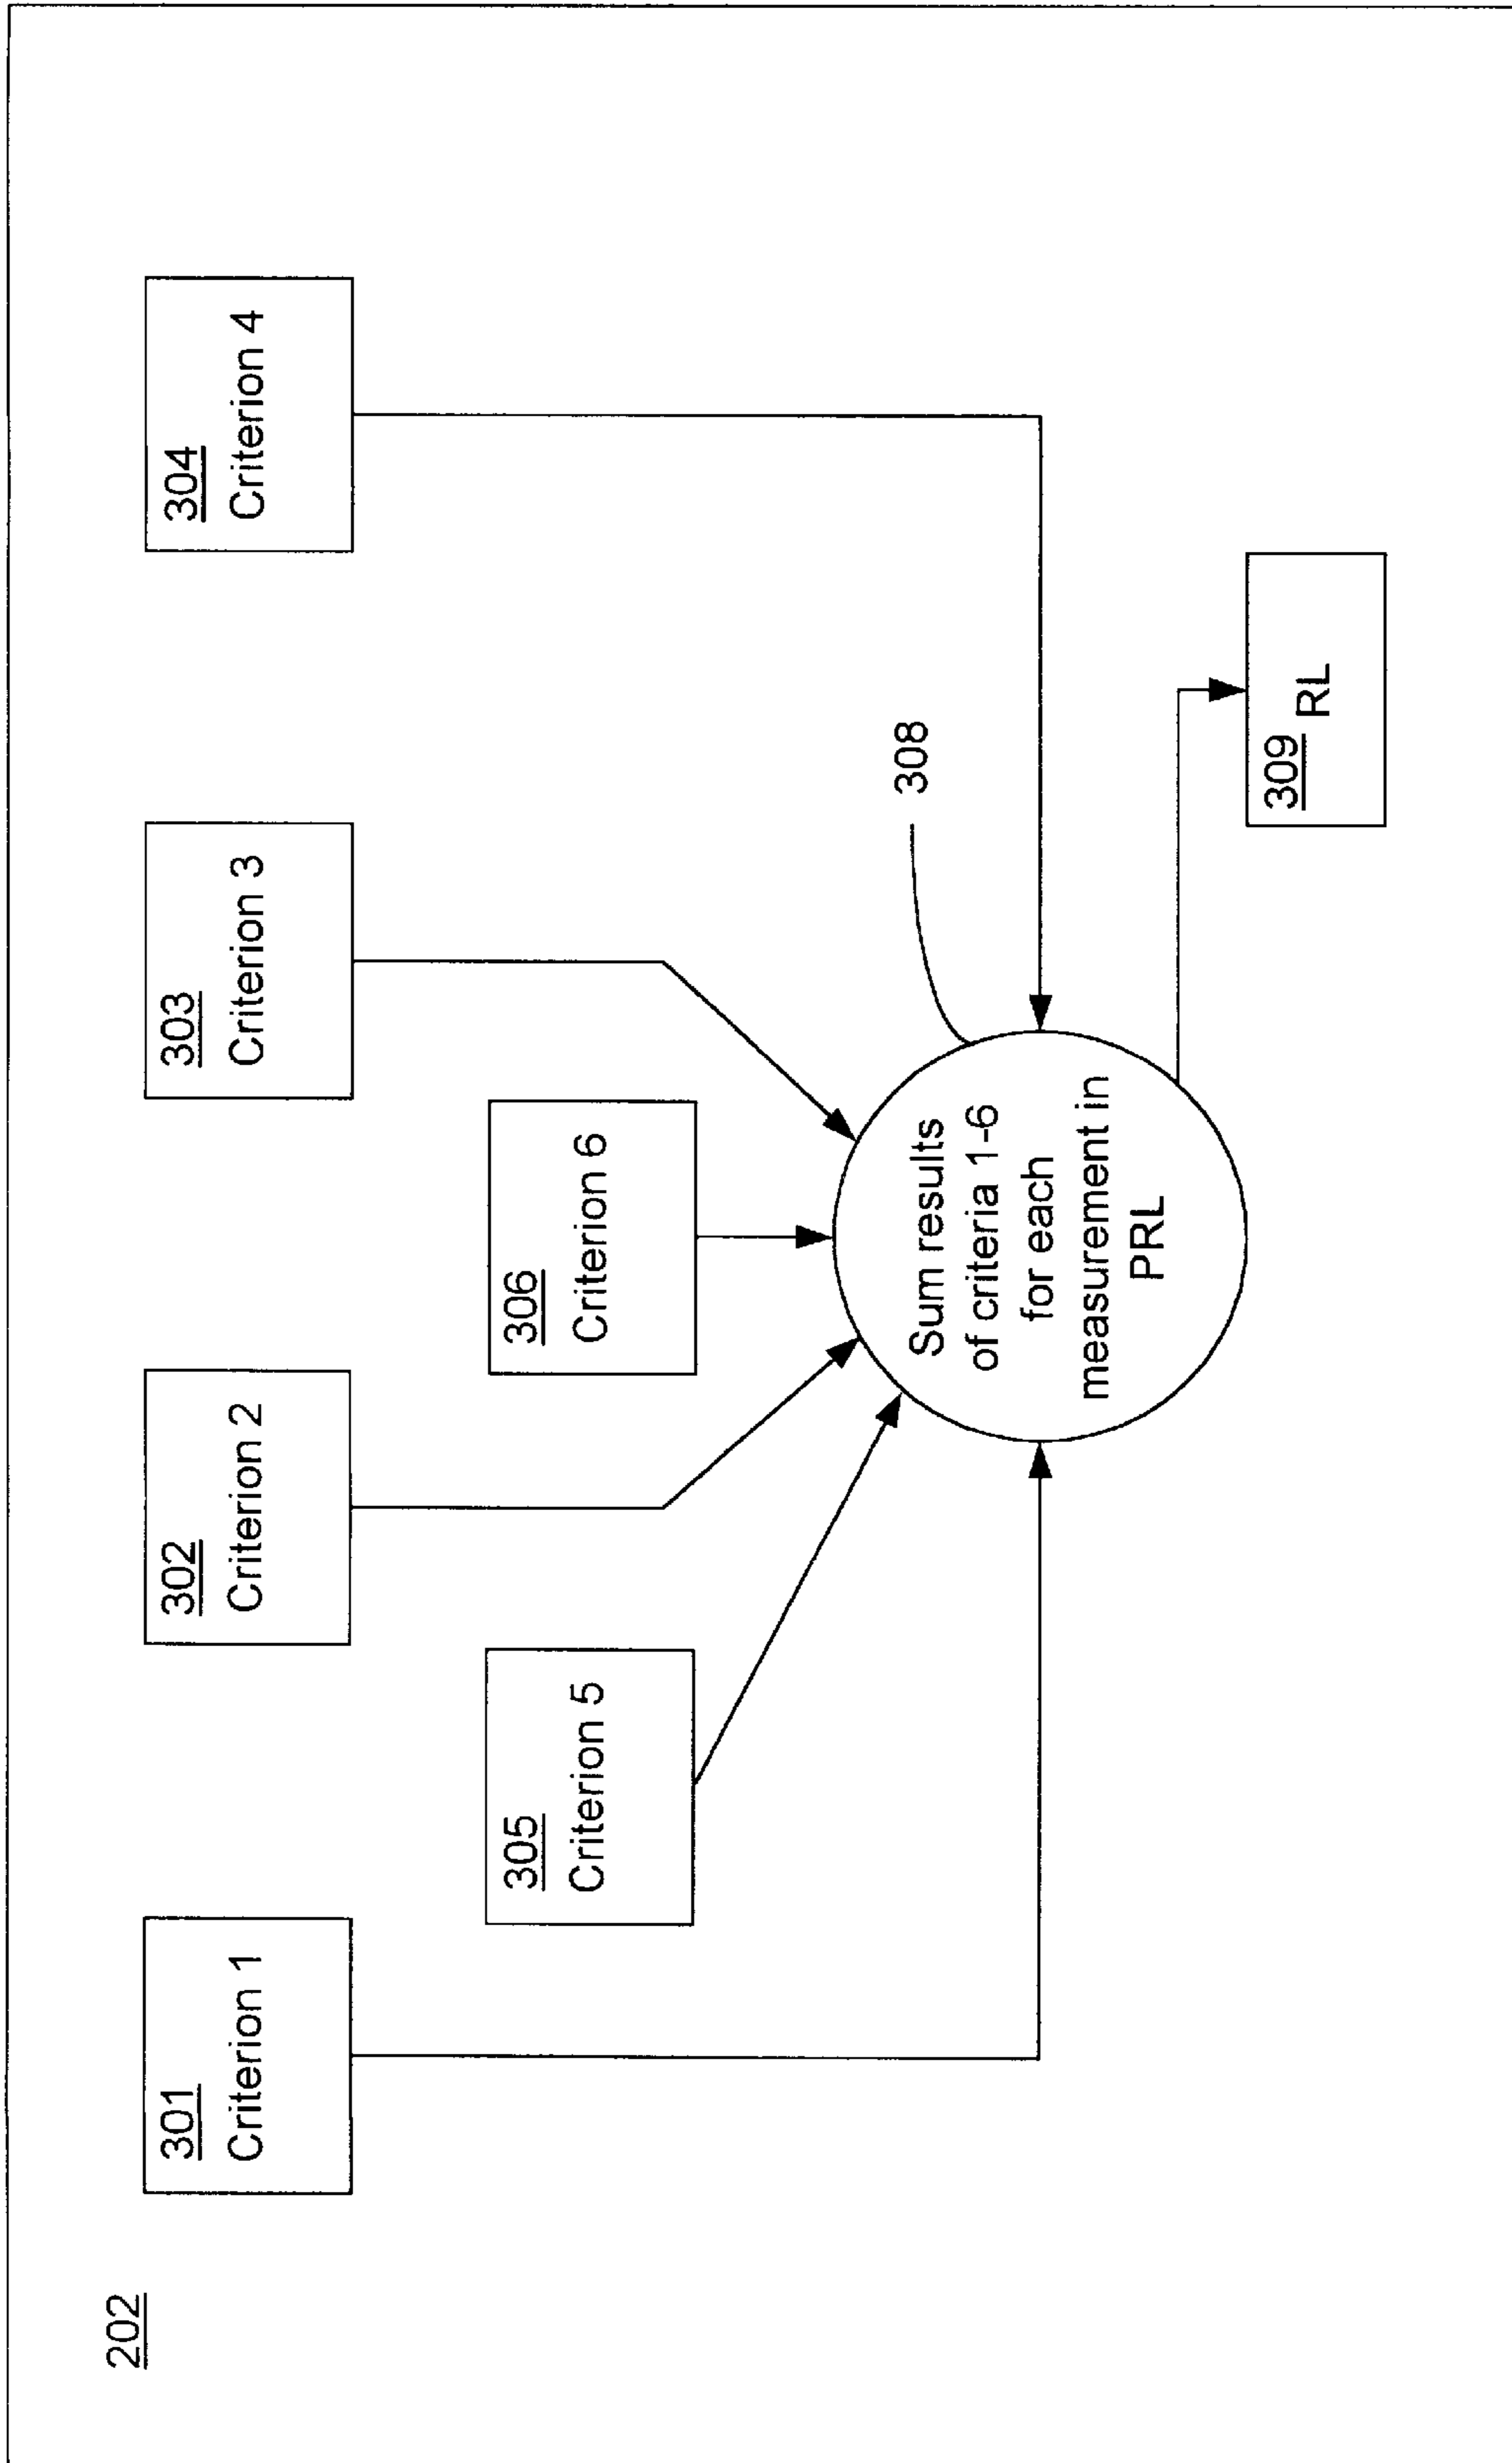 202
301
Criterion 1
302
Criterion 2
303
Criterion 3
304
Criterion 4
305
Criterion 5
306
Criterion 6
308
Sum results
of criteria 1-6
for each
measurement in
PRL
309
RL